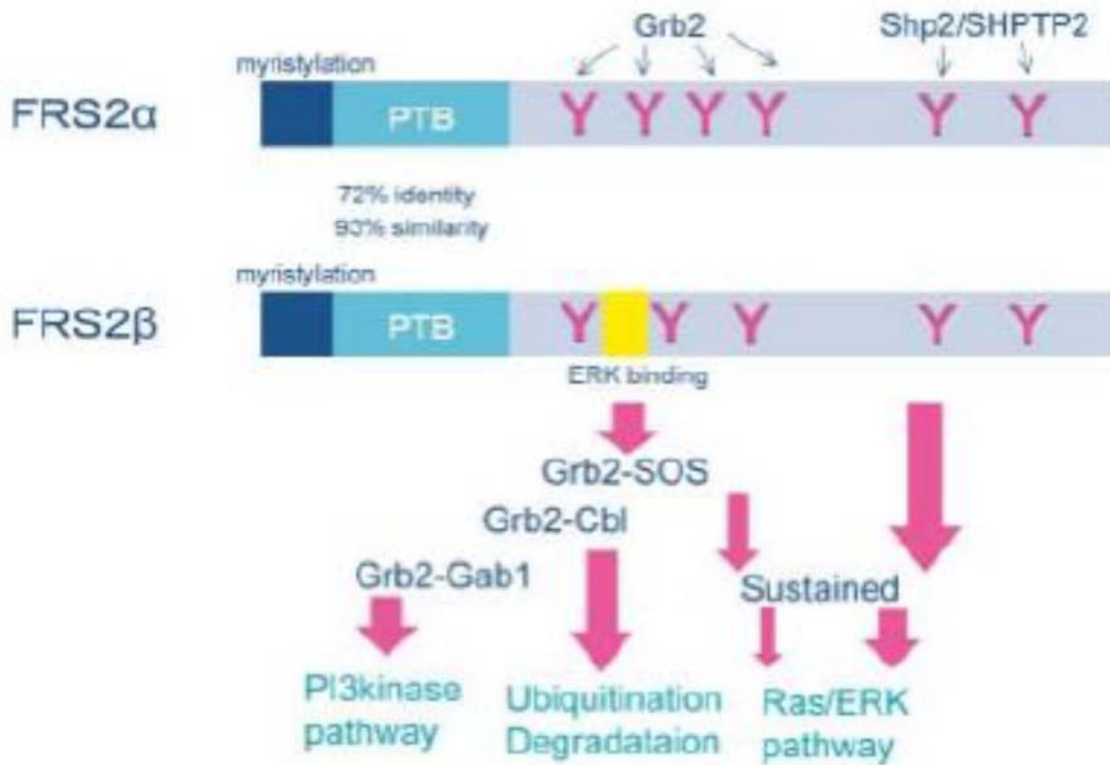 Grb2
Shp2/SHPTP2
myristylation
FRS2α
PTB
Y Y Y Y Y Y
72% identity
93% similarity
myristylation
FRS2β
PTB
Y Y Y Y Y
ERK binding
Grb2-SOS
Grb2-Cbl
Grb2-Gab1
Sustained
PI3kinase
pathway
Ubiquitination
Degradataion
Ras/ERK
pathway